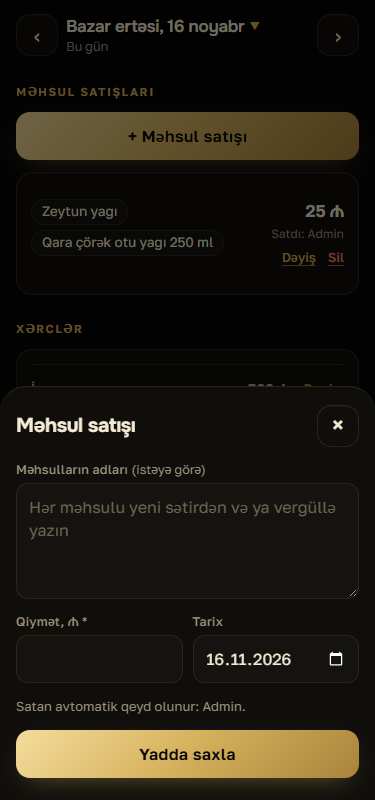 ‹
Bazar ertəsi, 16 noyabr ▼
Bu gün
›
MƏHSUL SATIŞLARI
+ Məhsul satışı
Zeytun yagı
25 ₼
Qara çörək otu yagı 250 ml
Satdı: Admin
Dəyiş Sil
XƏRCLƏR
Məhsul satışı
×
Məhsulların adları (istəyə görə)
Hər məhsulu yeni sətirdən və ya vergüllə
yazın
Qiymət, ₼ *
Tarix
16.11.2026
Satan avtomatik qeyd olunur: Admin.
Yadda saxla